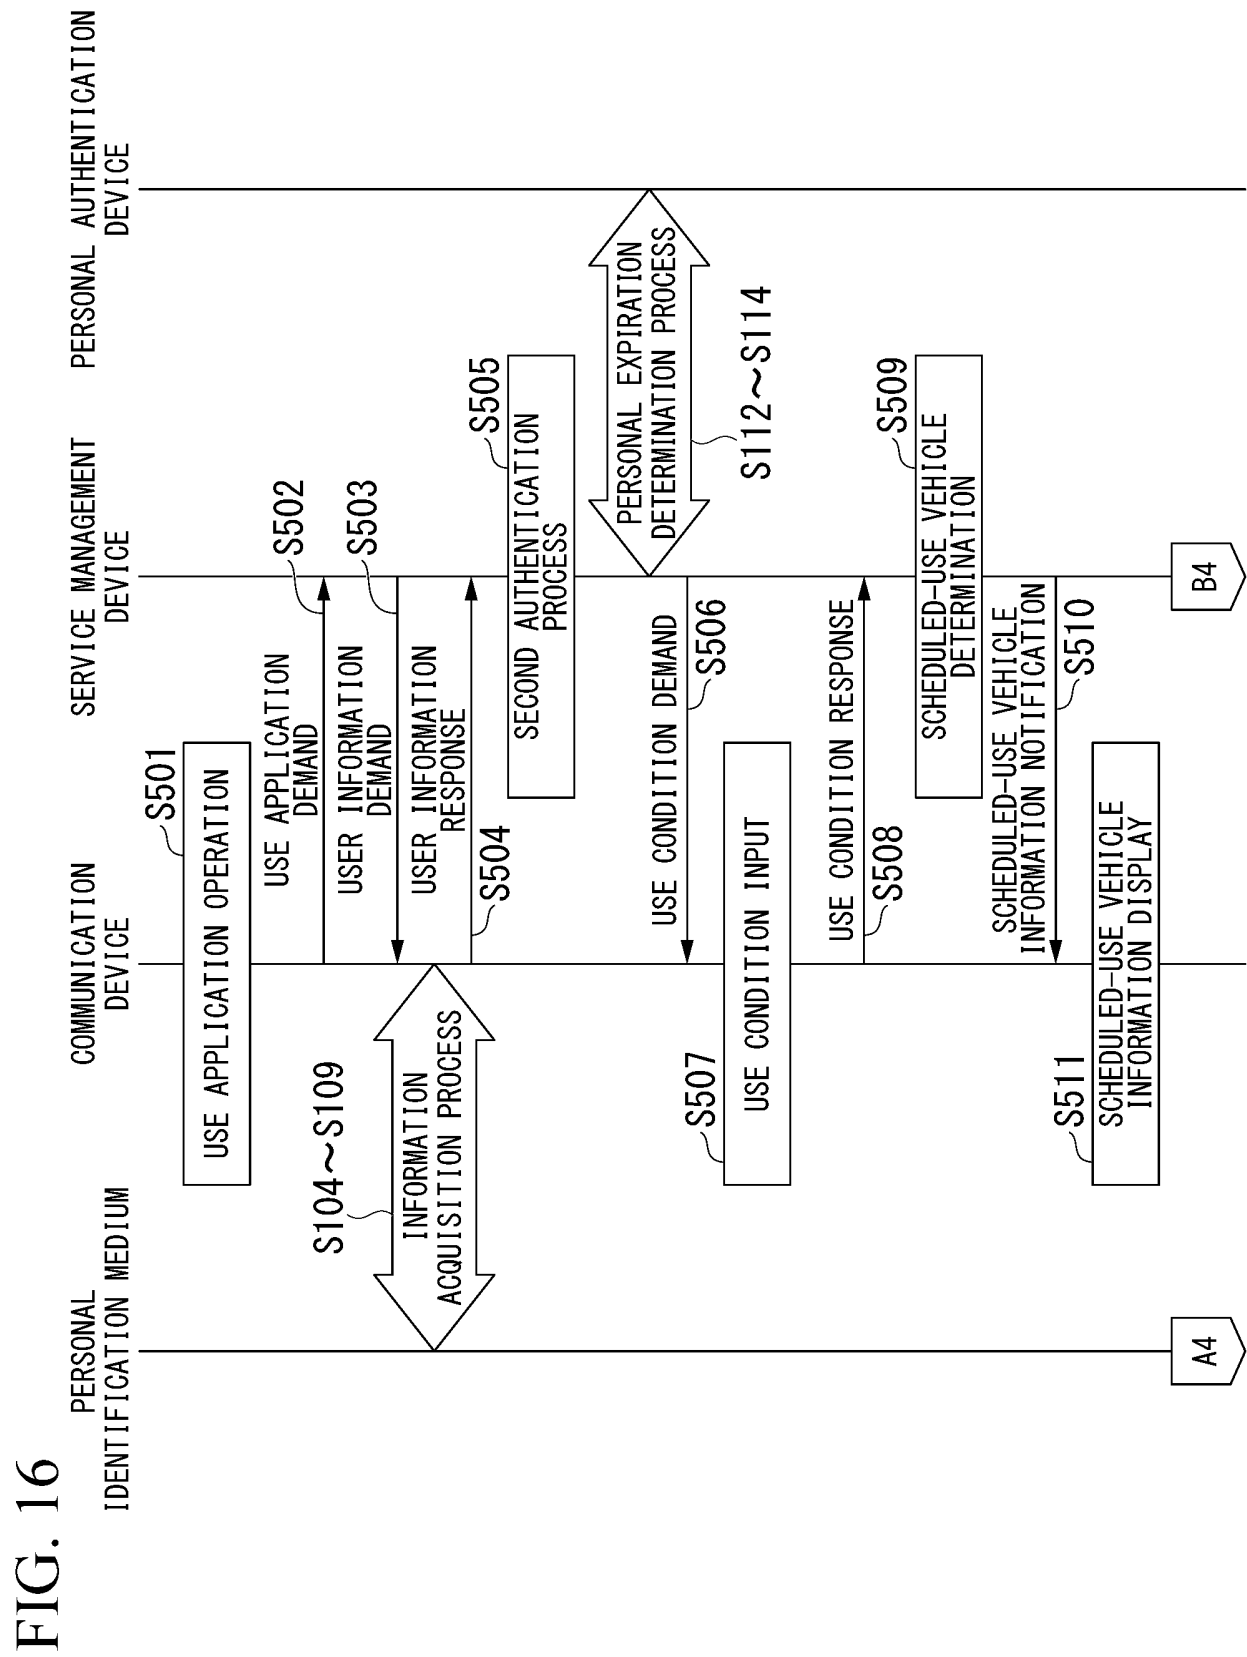 FIG. 16
PERSONAL
IDENTIFICATION MEDIUM
COMMUNICATION
DEVICE
SERVICE MANAGEMENT
DEVICE
PERSONAL AUTHENTICATION
DEVICE
S501
USE APPLICATION OPERATION
USE APPLICATION
DEMAND
S502
USER INFORMATION
DEMAND
S503
S104～S109
INFORMATION
ACQUISITION PROCESS
USER INFORMATION
RESPONSE
S504
S505
SECOND AUTHENTICATION
PROCESS
PERSONAL EXPIRATION
DETERMINATION PROCESS
S112～S114
USE CONDITION DEMAND
S506
S507
USE CONDITION INPUT
USE CONDITION RESPONSE
S508
S509
SCHEDULED-USE VEHICLE
DETERMINATION
SCHEDULED-USE VEHICLE
INFORMATION NOTIFICATION
S510
S511
SCHEDULED-USE VEHICLE
INFORMATION DISPLAY
A4
B4